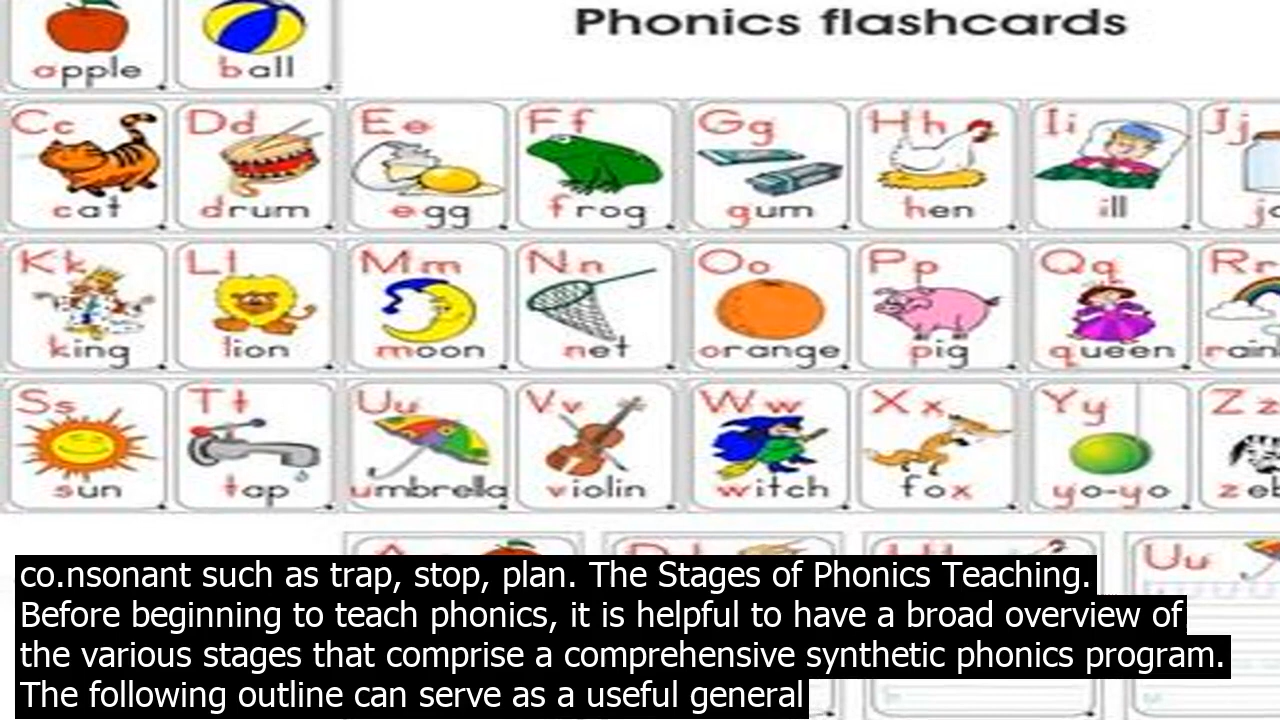 Phonics flashcards
apple ball
Cc Dd Ee Ff Gg Hh Ii Jj
cat drum egg frog gum hen ill
Kk Ll Mm Nn Oo Pp Qq Rr
king lion moon net orange pig queen
Ss Tt Uu Vv Ww Xx Yy Zz
sun tap umbrella violin witch fox yo-yo
Uu
co.nsonant such as trap, stop, plan. The Stages of Phonics Teaching.
Before beginning to teach phonics, it is helpful to have a broad overview of
the various stages that comprise a comprehensive synthetic phonics program.
The following outline can serve as a useful general